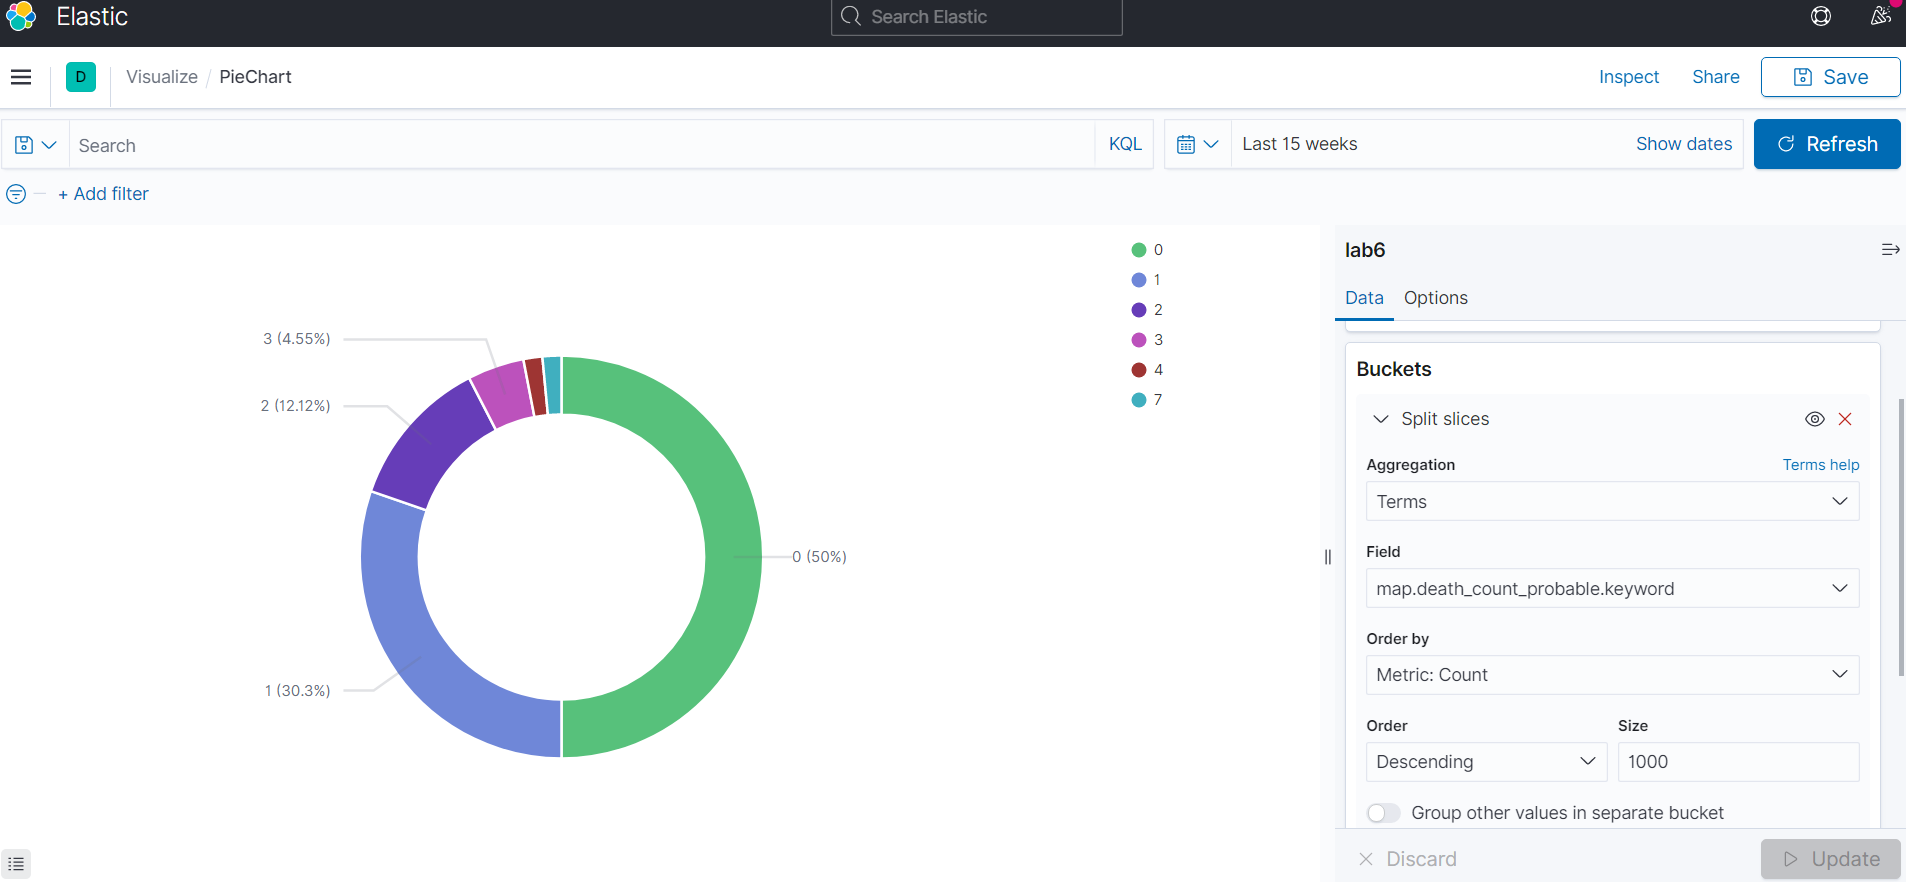 Elastic
Search Elastic
D
Visualize / PieChart
Inspect
Share
Save
Search
KQL
Last 15 weeks
Show dates
Refresh
+ Add filter
0
1
2
3
4
7
3 (4.55%)
2 (12.12%)
0 (50%)
1 (30.3%)
lab6
Data
Options
Buckets
Split slices
Aggregation
Terms help
Terms
Field
map.death_count_probable.keyword
Order by
Metric: Count
Order
Size
Descending
1000
Group other values in separate bucket
Discard
Update